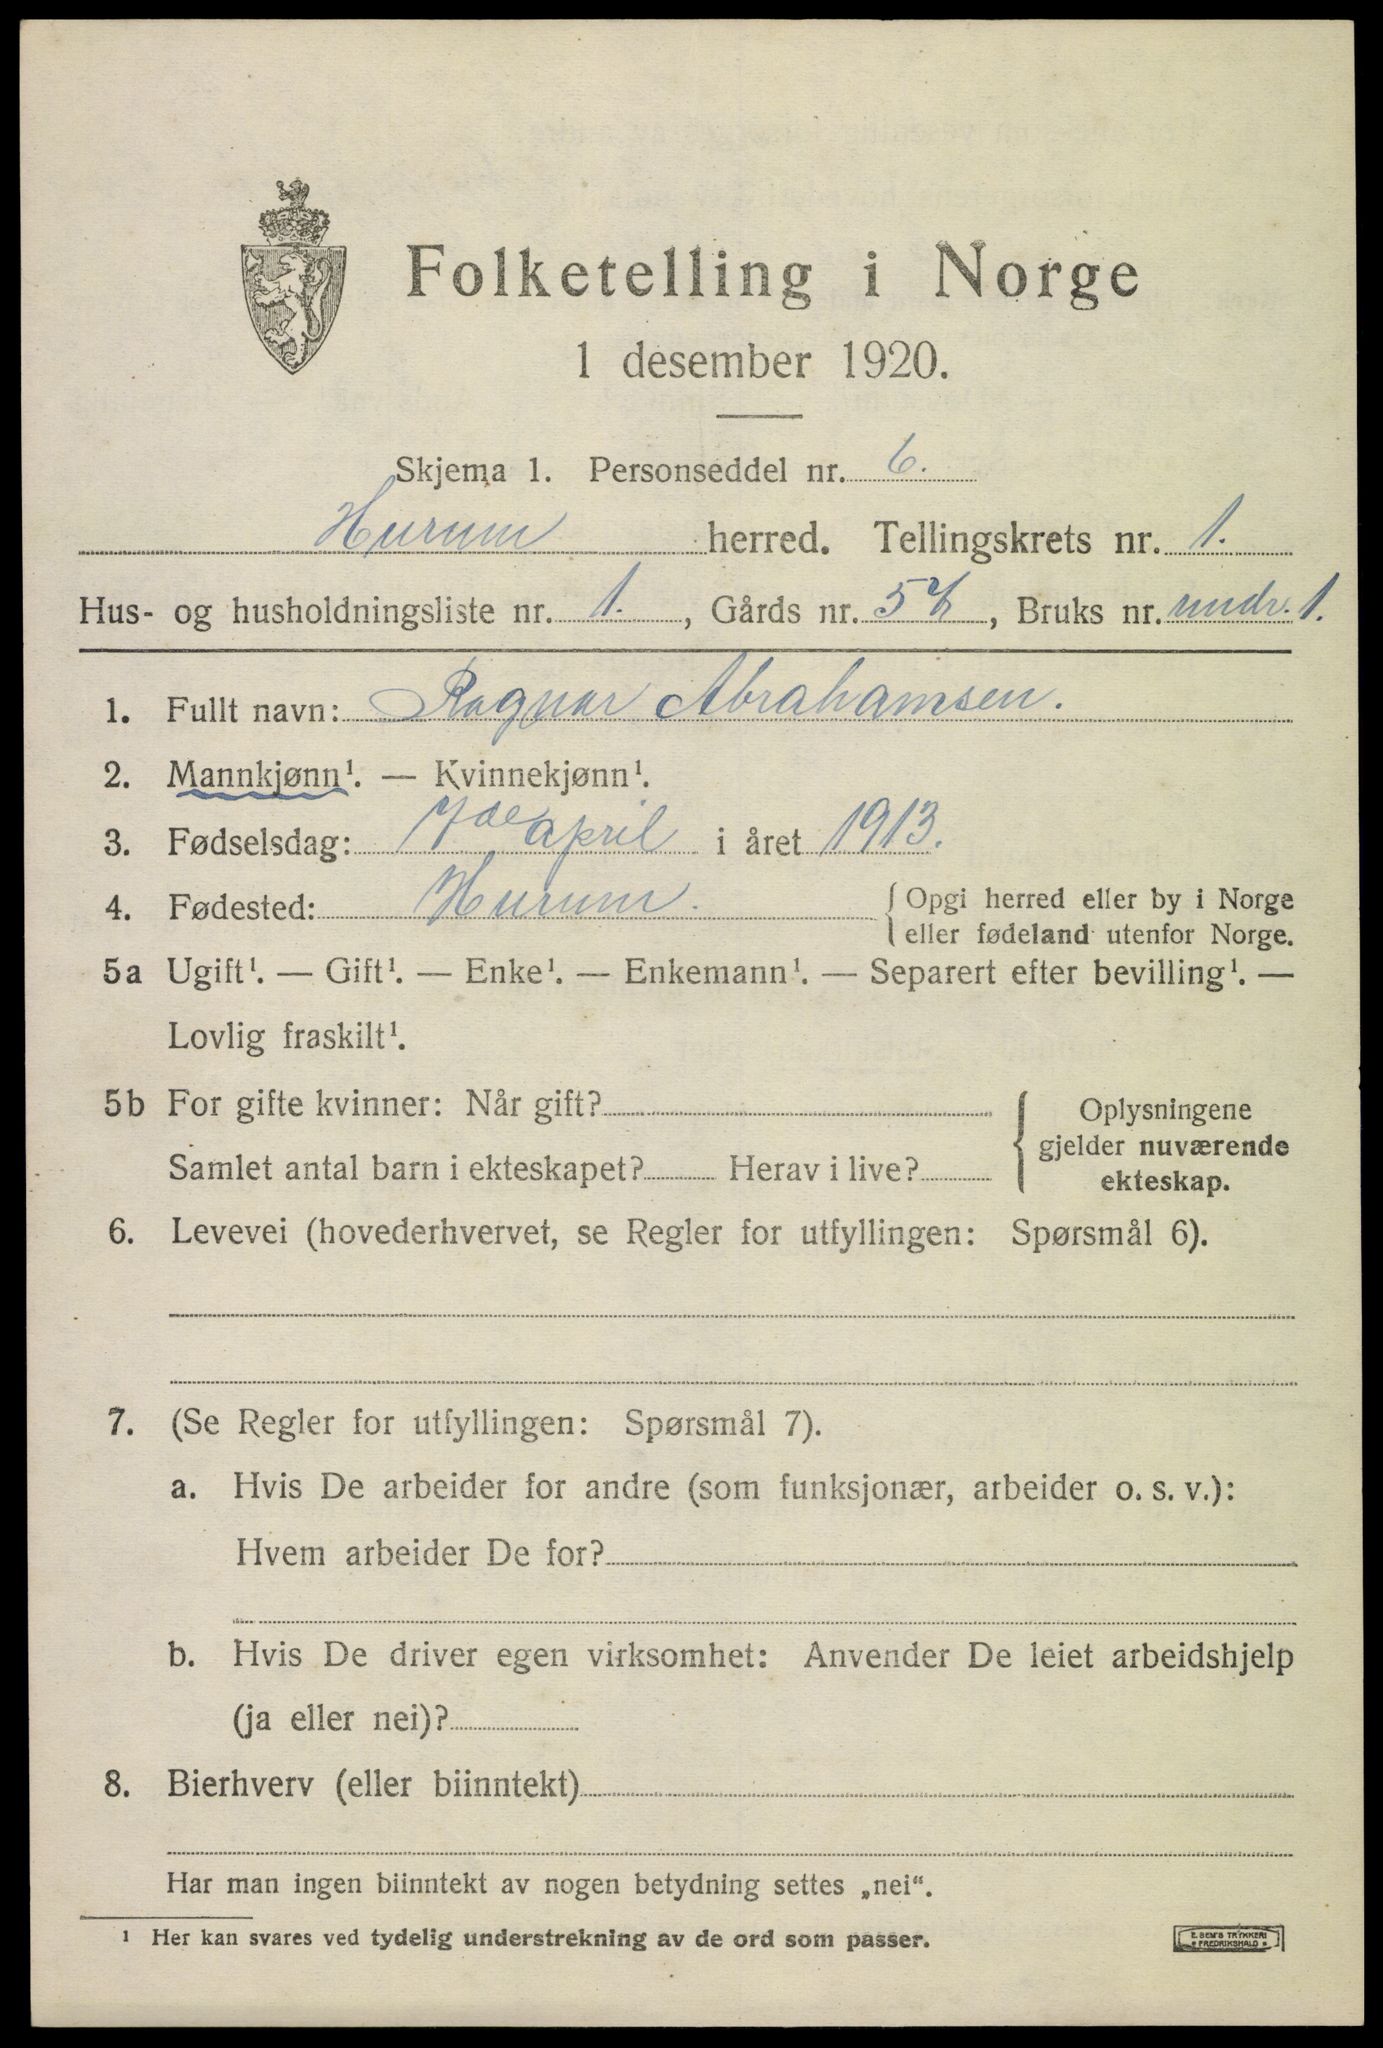 Folketelling i Norge
1 desember 1920.
Skjema 1. Personseddel nr. 6.
Hurum herred. Tellingskrets nr. 1.
Hus- og husholdningsliste nr. 1., Gårds nr. 57, Bruks nr. undr. 1.
1. Fullt navn: Ragnar Abrahamsen.
2. Mannkjønn¹. — Kvinnekjønn¹.
3. Fødselsdag: 7de april i året 1913.
4. Fødested: Hurum. { Opgi herred eller by i Norge
eller fødeland utenfor Norge.
5a Ugift¹. — Gift¹. — Enke¹. — Enkemann¹. — Separert efter bevilling¹. —
Lovlig fraskilt¹.
5b For gifte kvinner: Når gift? { Oplysningene
gjelder nuværende
Samlet antal barn i ekteskapet? Herav i live? ekteskap.
6. Levevei (hovederhvervet, se Regler for utfyllingen: Spørsmål 6).
7. (Se Regler for utfyllingen: Spørsmål 7).
a. Hvis De arbeider for andre (som funksjonær, arbeider o. s. v.):
Hvem arbeider De for?
b. Hvis De driver egen virksomhet: Anvender De leiet arbeidshjelp
(ja eller nei)?
8. Bierhverv (eller biinntekt)
Har man ingen biinntekt av nogen betydning settes „nei“.
¹ Her kan svares ved tydelig understrekning av de ord som passer.
E. SEM'S TRYKKERI
FREDRIKSHALD